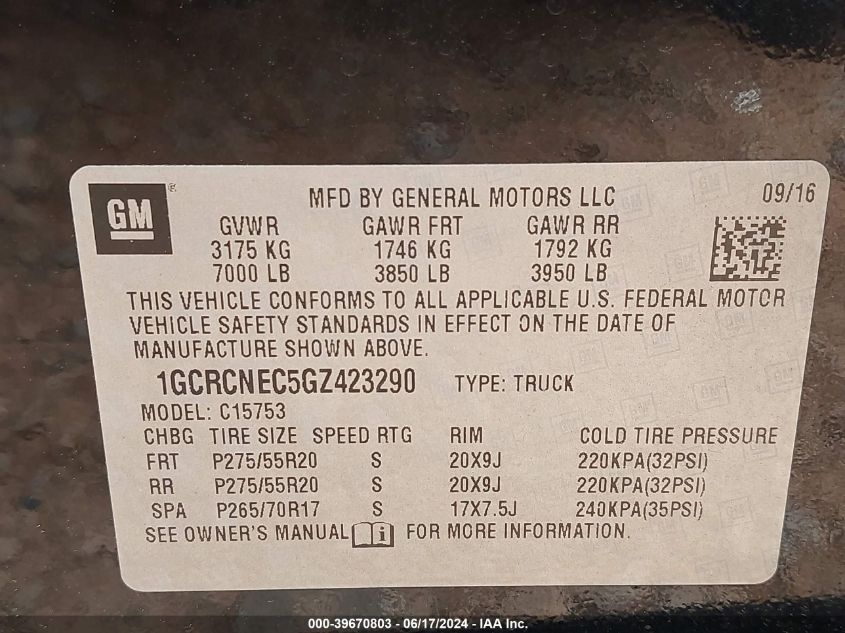 GM
MFD BY GENERAL MOTORS LLC 09/16
GVWR GAWR FRT GAWR RR
3175 KG 1746 KG 1792 KG
7000 LB 3850 LB 3950 LB
THIS VEHICLE CONFORMS TO ALL APPLICABLE U.S. FEDERAL MOTOR
VEHICLE SAFETY STANDARDS IN EFFECT ON THE DATE OF
MANUFACTURE SHOWN ABOVE.
1GCRCNEC5GZ423290 TYPE: TRUCK
MODEL: C15753
CHBG TIRE SIZE SPEED RTG RIM COLD TIRE PRESSURE
FRT P275/55R20 S 20X9J 220KPA(32PSI)
RR P275/55R20 S 20X9J 220KPA(32PSI)
SPA P265/70R17 S 17X7.5J 240KPA(35PSI)
SEE OWNER'S MANUAL i FOR MORE INFORMATION.
000-39670803 - 06/17/2024 - IAA Inc.